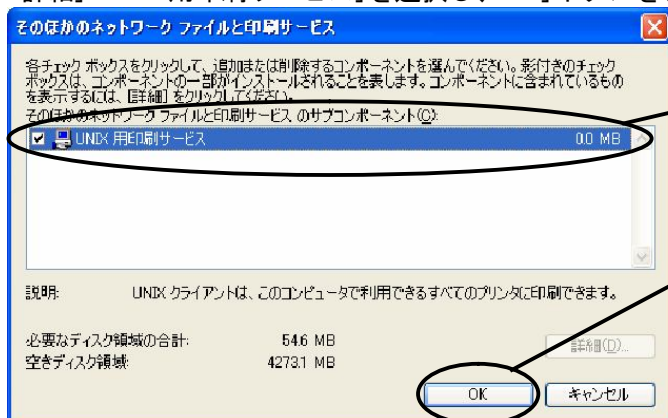 そのほかのネットワーク ファイルと印刷サービス
各チェック ボックスをクリックして、追加または削除するコンポーネントを選んでください。影付きのチェック
ボックスは、コンポーネントの一部がインストールされることを表します。コンポーネントに含まれているもの
を表示するには、[詳細] をクリックしてください。
そのほかのネットワーク ファイルと印刷サービス のサブコンポーネント(C):
UNIX 用印刷サービス 0.0 MB
説明: UNIX クライアントは、このコンピュータで利用できるすべてのプリンタに印刷できます。
必要なディスク領域の合計: 54.6 MB
詳細(D)...
空きディスク領域: 4273.1 MB
OK キャンセル